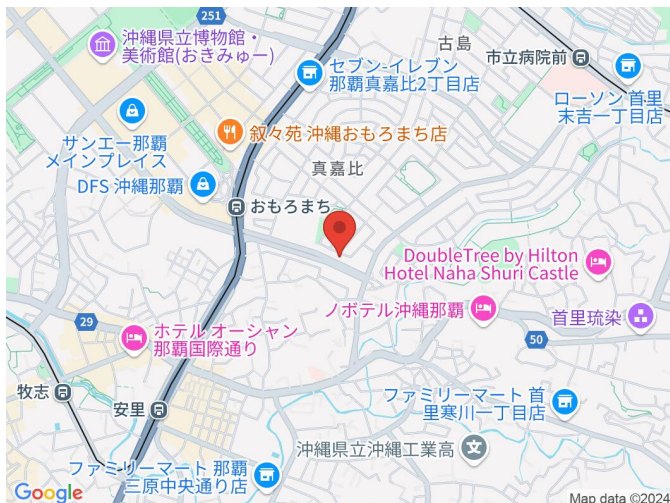 251
沖縄県立博物館・
美術館(おきみゅー)
古島
市立病院前
セブン-イレブン
那覇真嘉比2丁目店
ローソン 首里
末吉一丁目店
サンエー那覇
メインプレイス
叙々苑 沖縄おもろまち店
真嘉比
DFS 沖縄那覇
おもろまち
DoubleTree by Hilton
Hotel Naha Shuri Castle
ノボテル沖縄那覇
首里琉染
29
ホテル オーシャン
那覇国際通り
50
牧志
安里
ファミリーマート 首
里寒川一丁目店
沖縄県立沖縄工業高
ファミリーマート 那覇
三原中央通り店
Google
Map data ©2024